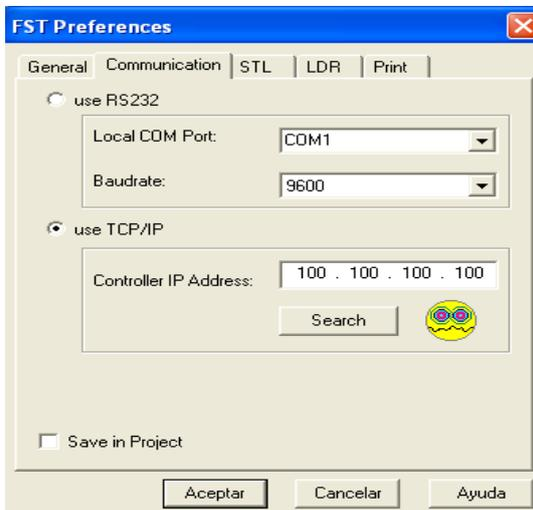 FST Preferences
General Communication STL LDR Print
use RS232
Local COM Port: COM1
Baudrate: 9600
use TCP/IP
Controller IP Address: 100 . 100 . 100 . 100
Search
Save in Project
Aceptar Cancelar Ayuda